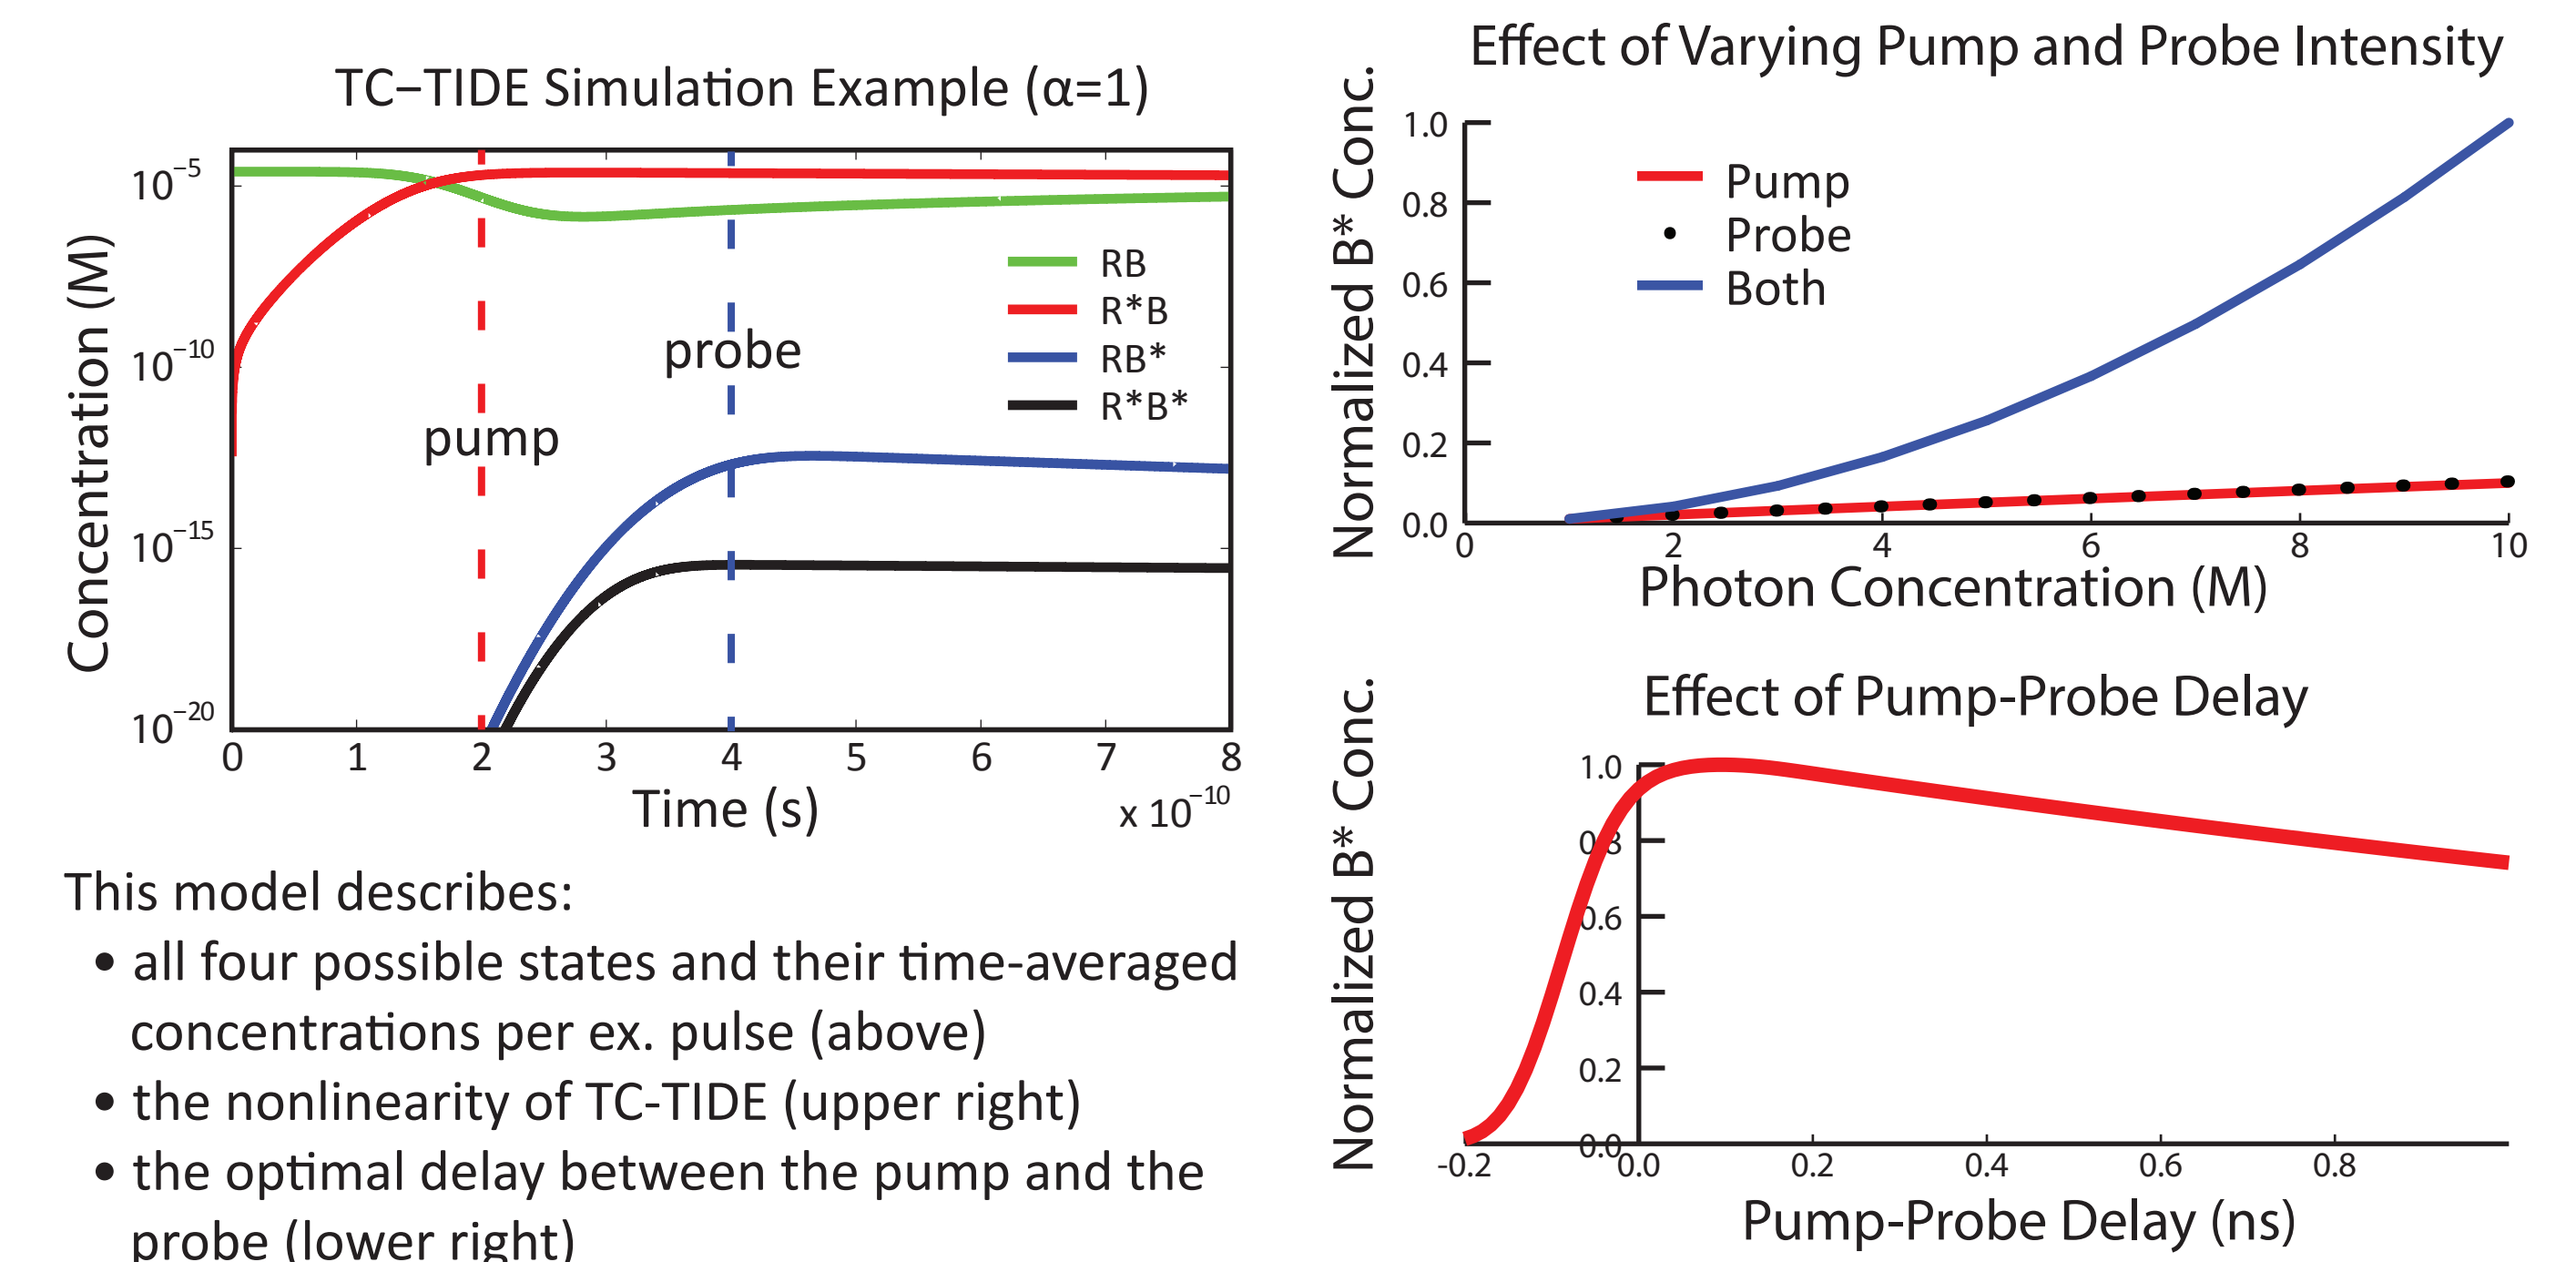 TC−TIDE Simulation Example (α=1)
Concentration (M)
10⁻⁵
10⁻¹⁰
10⁻¹⁵
10⁻²⁰
RB
R*B
RB*
R*B*
pump
probe
0 1 2 3 4 5 6 7 8
Time (s)
x 10⁻¹⁰
This model describes:
• all four possible states and their time-averaged
concentrations per ex. pulse (above)
• the nonlinearity of TC-TIDE (upper right)
• the optimal delay between the pump and the
probe (lower right)
Effect of Varying Pump and Probe Intensity
Normalized B* Conc.
1.0
0.8
0.6
0.4
0.2
0.0
Pump
Probe
Both
0 2 4 6 8 10
Photon Concentration (M)
Effect of Pump-Probe Delay
Normalized B* Conc.
1.0
0.8
0.6
0.4
0.2
0.0
-0.2 0.0 0.2 0.4 0.6 0.8
Pump-Probe Delay (ns)